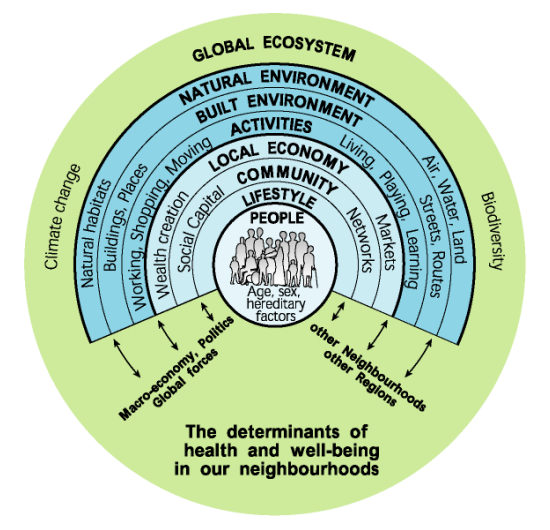 GLOBAL ECOSYSTEM
NATURAL ENVIRONMENT
BUILT ENVIRONMENT
ACTIVITIES
LOCAL ECONOMY
COMMUNITY
LIFESTYLE
PEOPLE
Age, sex,
hereditary
factors
Climate change
Natural habitats
Buildings, Places
Working, Shopping, Moving
Wealth creation
Social Capital
Networks
Markets
Living, Playing, Learning
Streets, Routes
Air, Water, Land
Biodiversity
Macro-economy, Politics
Global forces
other Neighbourhoods
other Regions
The determinants of
health and well-being
in our neighbourhoods